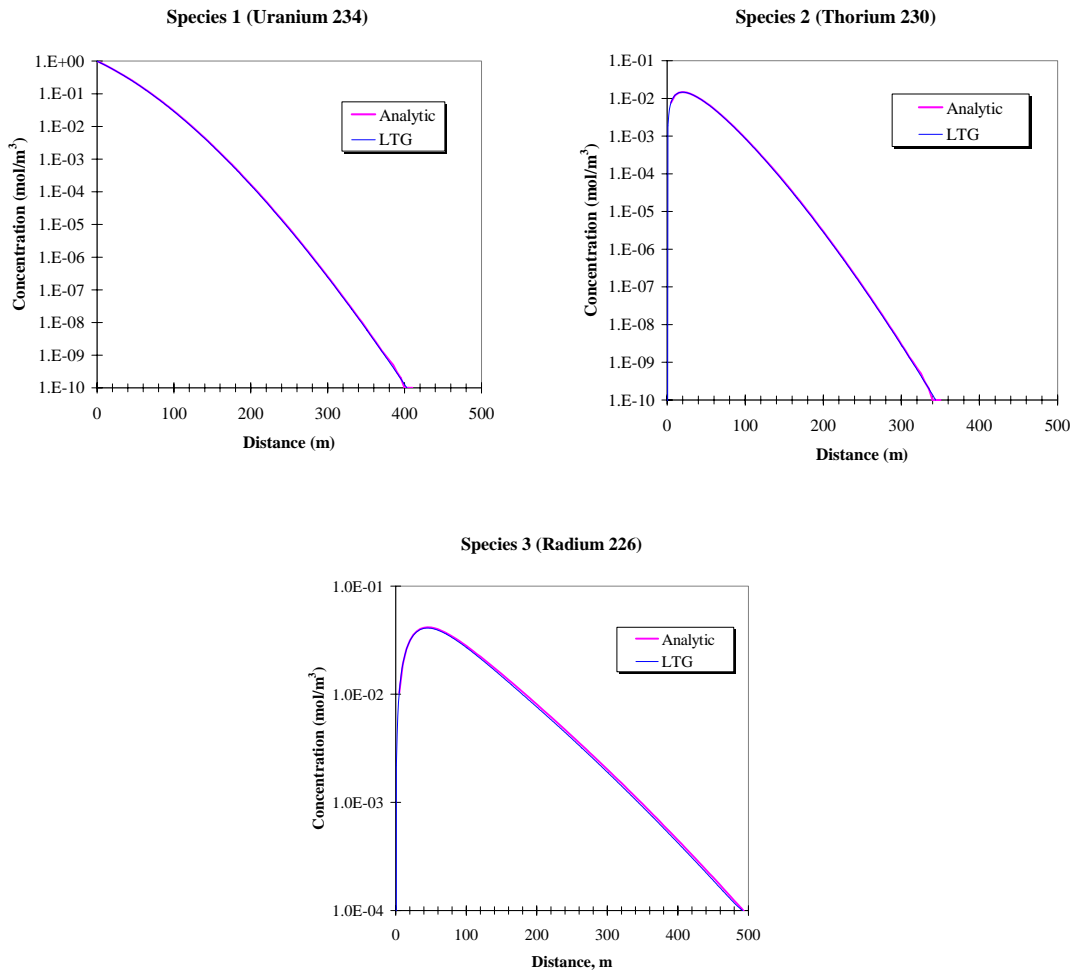 Species 1 (Uranium 234)
1.E+00
1.E-01
1.E-02
1.E-03
1.E-04
1.E-05
1.E-06
1.E-07
1.E-08
1.E-09
1.E-10
Concentration (mol/m³)
Analytic
LTG
0 100 200 300 400 500
Distance (m)
Species 2 (Thorium 230)
1.E-01
1.E-02
1.E-03
1.E-04
1.E-05
1.E-06
1.E-07
1.E-08
1.E-09
1.E-10
Concentration (mol/m³)
Analytic
LTG
0 100 200 300 400 500
Distance (m)
Species 3 (Radium 226)
1.0E-01
1.0E-02
1.0E-03
1.0E-04
Concentration (mol/m³)
Analytic
LTG
0 100 200 300 400 500
Distance, m